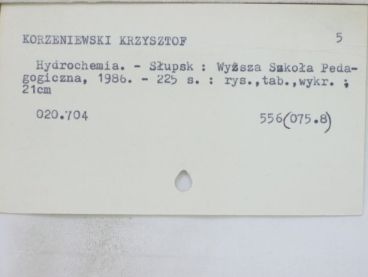 KORZENIEWSKI KRZYSZTOF 5
Hydrochemia. - Słupsk : Wyższa Szkoła Peda-
gogiczna, 1986. - 225 s. : rys.,tab.,wykr. ;
21cm
020.704 556(075.8)